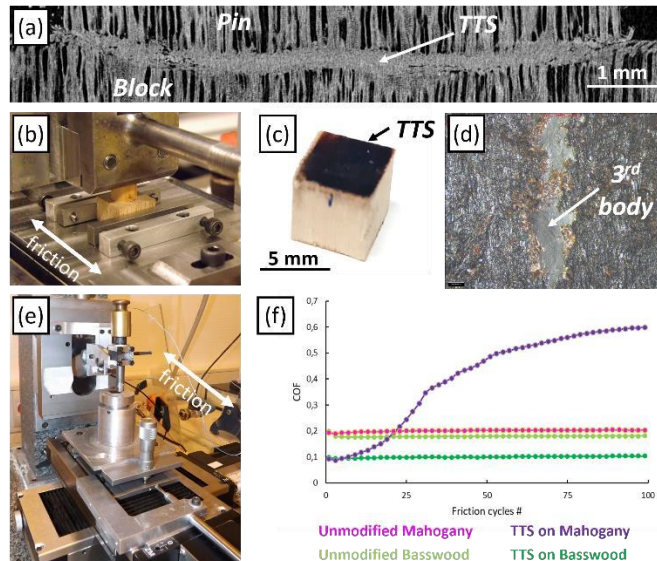 (a)
Pin
TTS
Block
1 mm
(b)
friction
(c)
TTS
5 mm
(d)
3rd
body
(e)
friction
(f)
0,7
0,6
0,5
0,4
0,3
0,2
0,1
0
COF
0
25
50
75
100
Friction cycles #
Unmodified Mahogany
TTS on Mahogany
Unmodified Basswood
TTS on Basswood